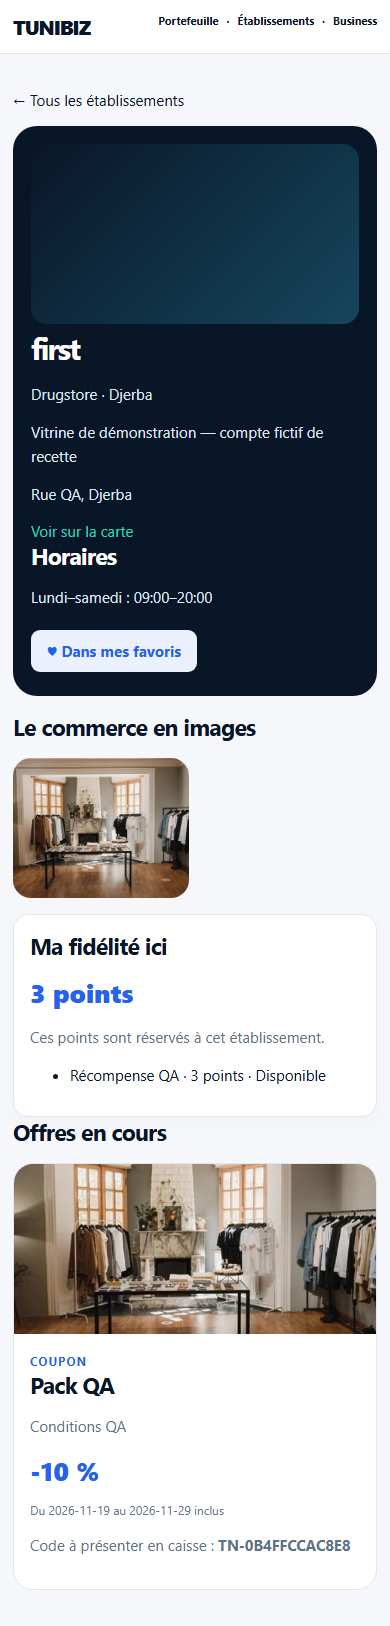 TUNIBIZ
Portefeuille · Établissements · Business
← Tous les établissements
first
Drugstore · Djerba
Vitrine de démonstration — compte fictif de
recette
Rue QA, Djerba
Voir sur la carte
Horaires
Lundi–samedi : 09:00–20:00
♥ Dans mes favoris
Le commerce en images
Ma fidélité ici
3 points
Ces points sont réservés à cet établissement.
• Récompense QA · 3 points · Disponible
Offres en cours
COUPON
Pack QA
Conditions QA
-10 %
Du 2026-11-19 au 2026-11-29 inclus
Code à présenter en caisse : TN-0B4FFCCAC8E8